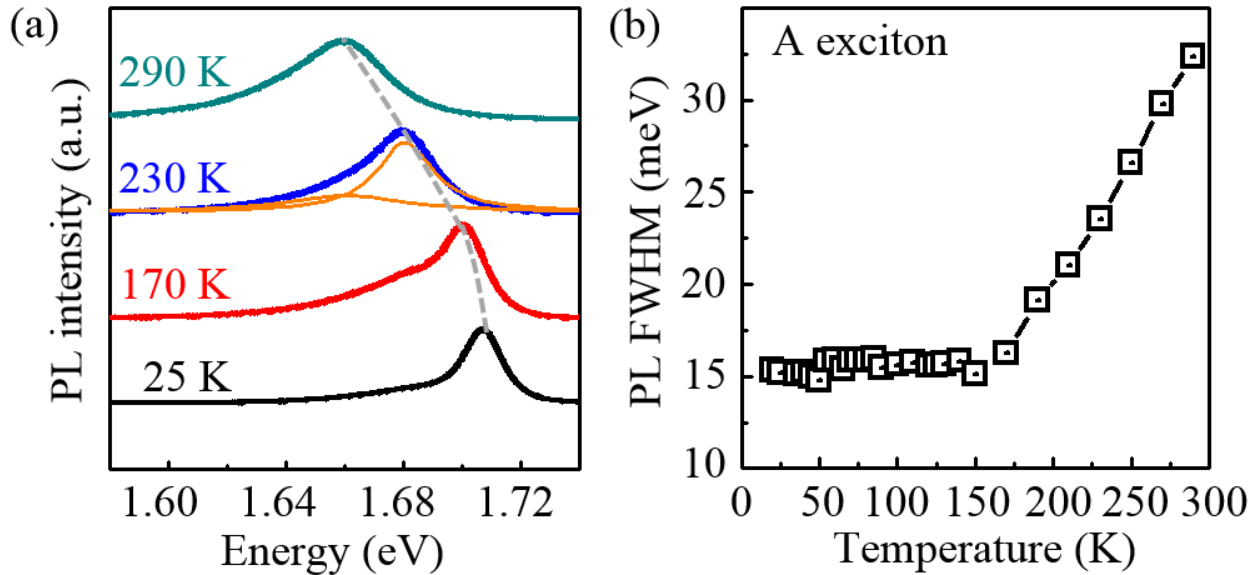 (a)
PL intensity (a.u.)
290 K
230 K
170 K
25 K
1.60 1.64 1.68 1.72
Energy (eV)
(b)
A exciton
PL FWHM (meV)
30
25
20
15
10
0 50 100 150 200 250 300
Temperature (K)